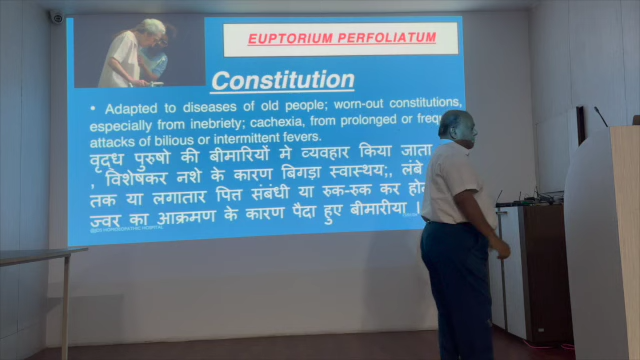 EUPTORIUM PERFOLIATUM
Constitution
• Adapted to diseases of old people; worn-out constitutions,
especially from inebriety; cachexia, from prolonged or
attacks of bilious or intermittent fevers.
वृद्ध पुरुषो की बीमारियों मे व्यवहार किया जाता
, विशेषकर नशे के कारण बिगड़ा स्वास्थय;, लंबे
तक या लगातार पित्त संबंधी या रुक-रुक कर
ज्वर का आक्रमण के कारण पैदा हुए बीमारीया ।